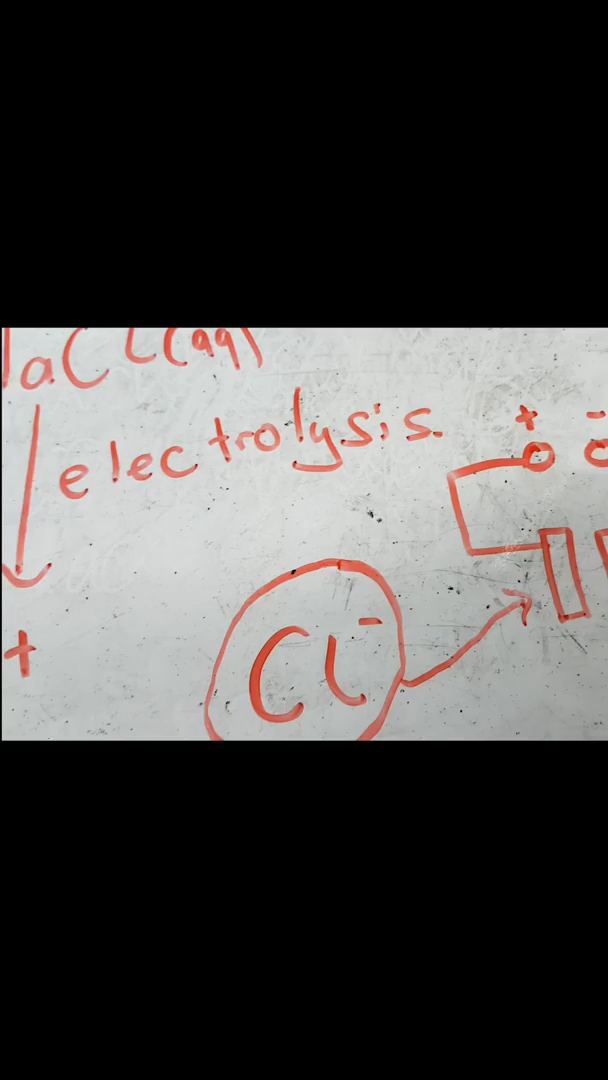 aCl(aq)
electrolysis.
+ -
+
Cl⁻